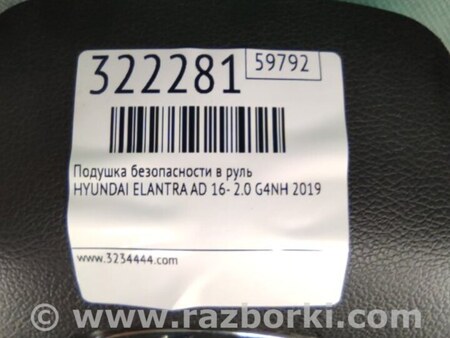 322281
59792
Подушка безопасности в руль
HYUNDAI ELANTRA AD 16- 2.0 G4NH 2019
www.3234444.com
© www.razborki.com